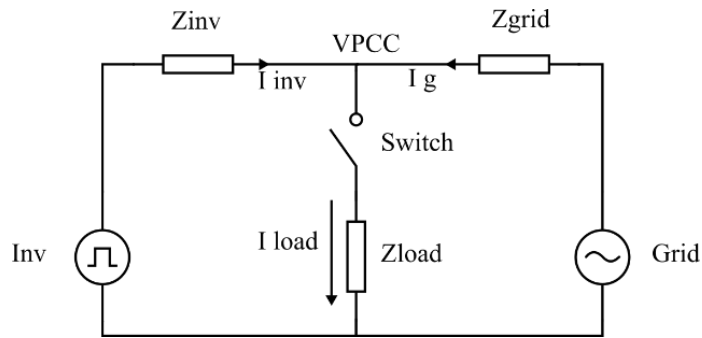 Zinv
VPCC
Zgrid
I inv
I g
Switch
I load
Zload
Inv
Grid